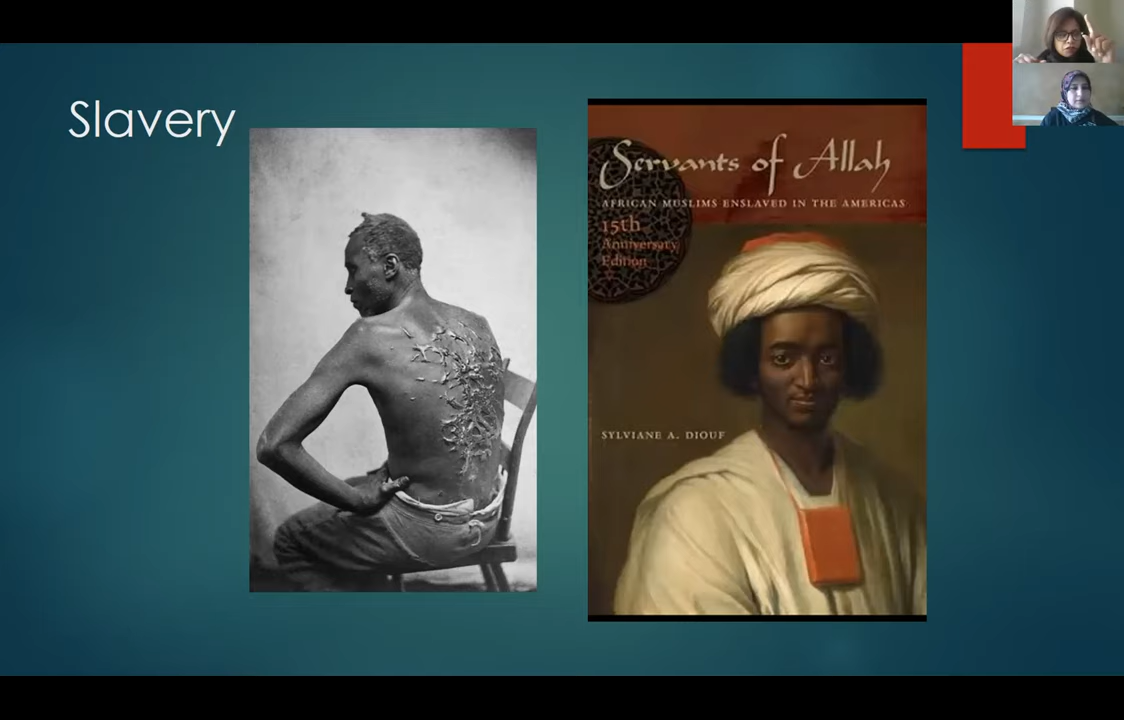 Slavery
Servants of Allah
AFRICAN MUSLIMS ENSLAVED IN THE AMERICAS
15th
Anniversary
Edition
SYLVIANE A. DIOUF